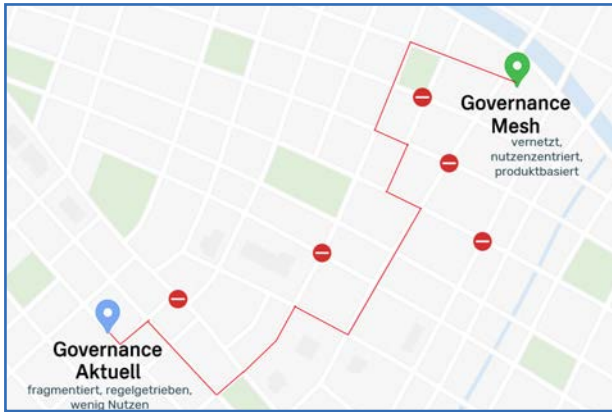 Governance
Mesh
vernetzt,
nutzenzentriert,
produktbasiert
Governance
Aktuell
fragmentiert, regelgetrieben,
wenig Nutzen